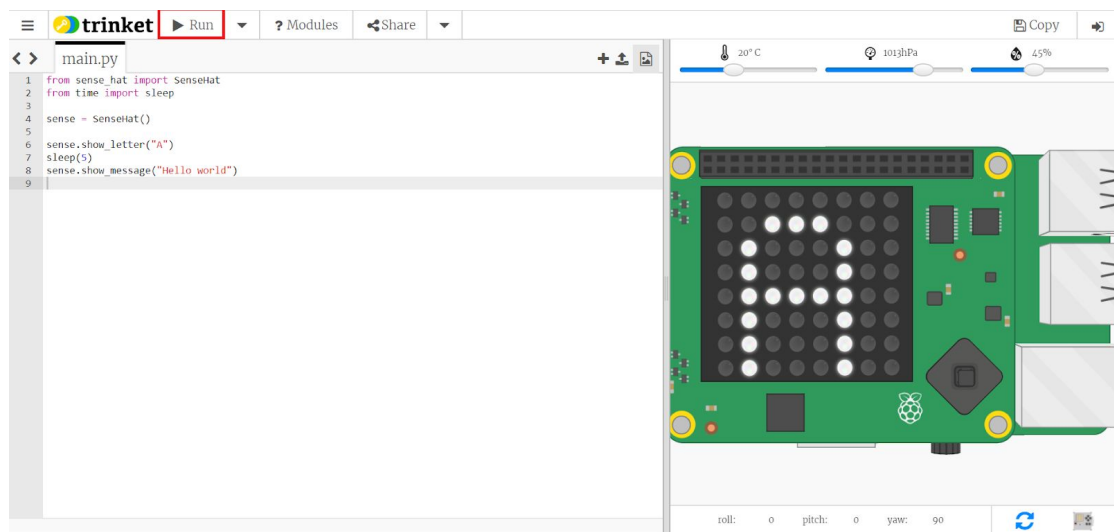 trinket Run ? Modules Share Copy
main.py
20° C 1013hPa 45%
1 from sense_hat import SenseHat
2 from time import sleep
3
4 sense = SenseHat()
5
6 sense.show_letter("A")
7 sleep(5)
8 sense.show_message("Hello world")
9
A
roll: 0 pitch: 0 yaw: 90